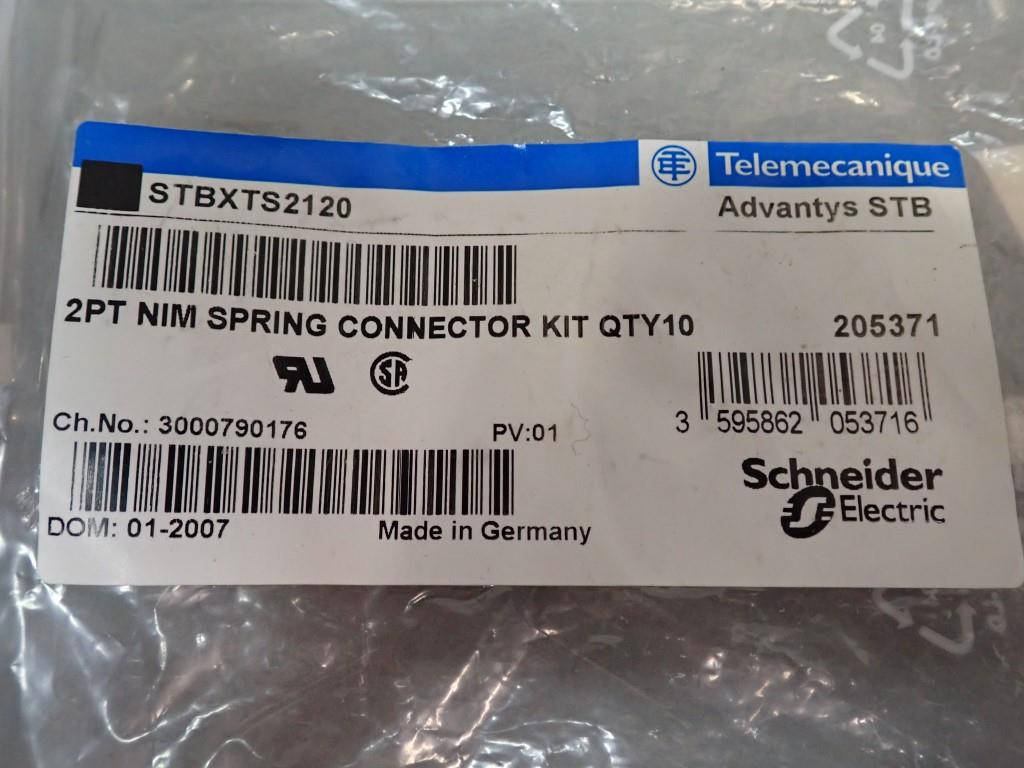 Telemecanique
STBXTS2120
Advantys STB
2PT NIM SPRING CONNECTOR KIT QTY10
205371
Ch.No.: 3000790176
PV:01
3 595862 053716
Schneider
Electric
DOM: 01-2007
Made in Germany